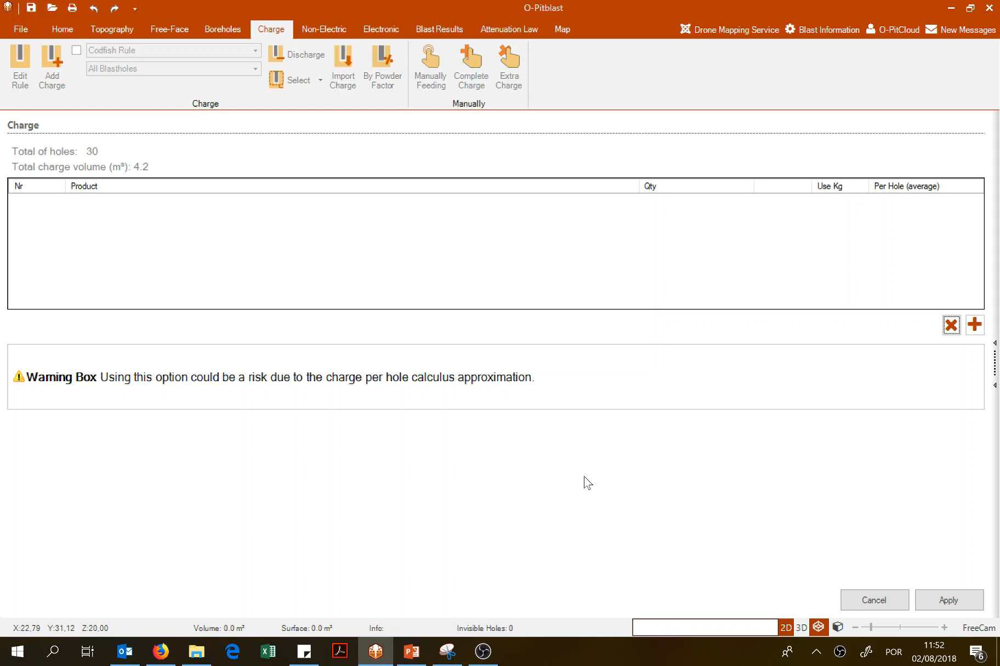 O-Pitblast
File Home Topography Free-Face Boreholes Charge Non-Electric Electronic Blast Results Attenuation Law Map Drone Mapping Service Blast Information O-PitCloud New Messages
Edit Rule
Add Charge
Codfish Rule
All Blastholes
Discharge
Select
Import Charge
By Powder Factor
Manually Feeding
Complete Charge
Extra Charge
Charge Manually
Charge
Total of holes: 30
Total charge volume (m³): 4.2
Nr Product Qty Use Kg Per Hole (average)
Warning Box Using this option could be a risk due to the charge per hole calculus approximation.
Cancel Apply
X:22,79 Y:31,12 Z:20,00 Volume: 0.0 m³ Surface: 0.0 m² Info: Invisible Holes: 0 2D 3D FreeCam
POR 11:52
02/08/2018 6